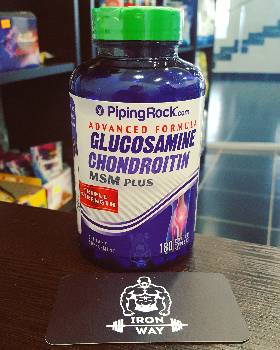 PipingRock.com
ADVANCED FORMULA
GLUCOSAMINE
CHONDROITIN
MSM PLUS
TRIPLE
STRENGTH
180
IRON
WAY